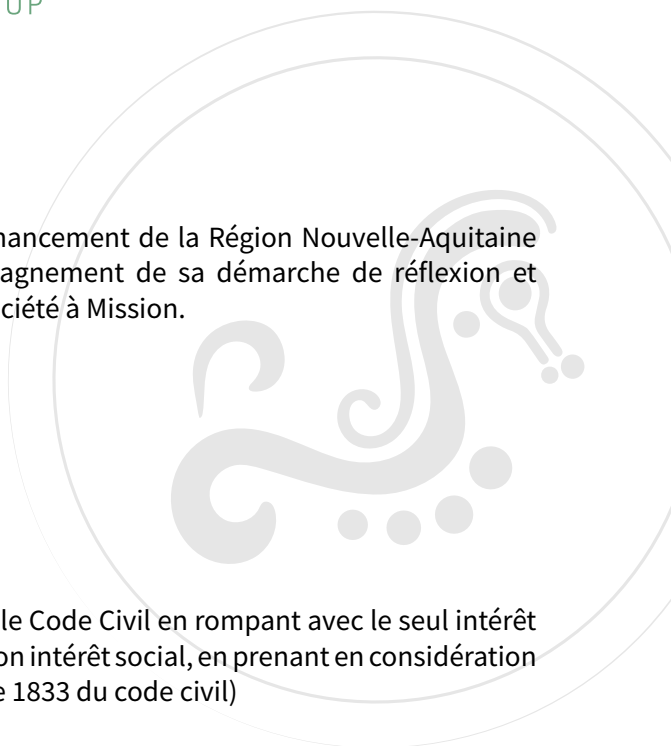 UP
nancement de la Région Nouvelle-Aquitaine
agnement de sa démarche de réflexion et
ciété à Mission.
le Code Civil en rompant avec le seul intérêt
on intérêt social, en prenant en considération
e 1833 du code civil)